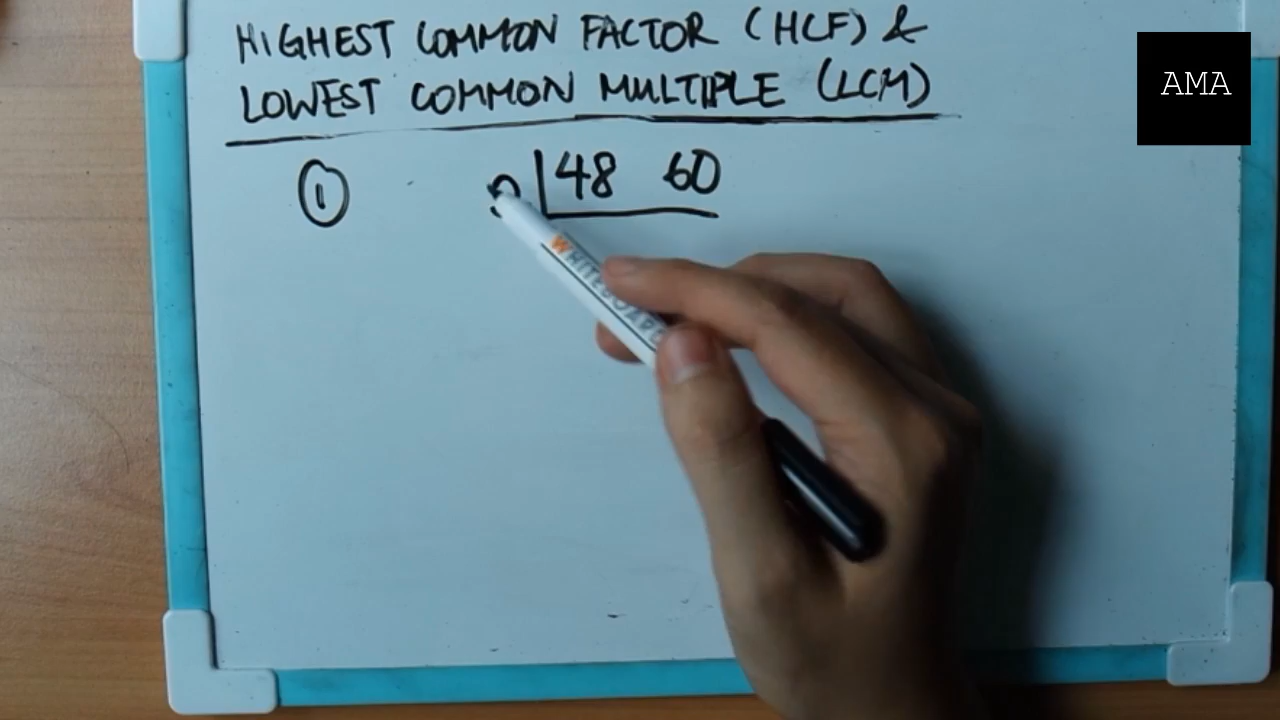 HIGHEST COMMON FACTOR (HCF) &
LOWEST COMMON MULTIPLE (LCM)
AMA
① 48 60